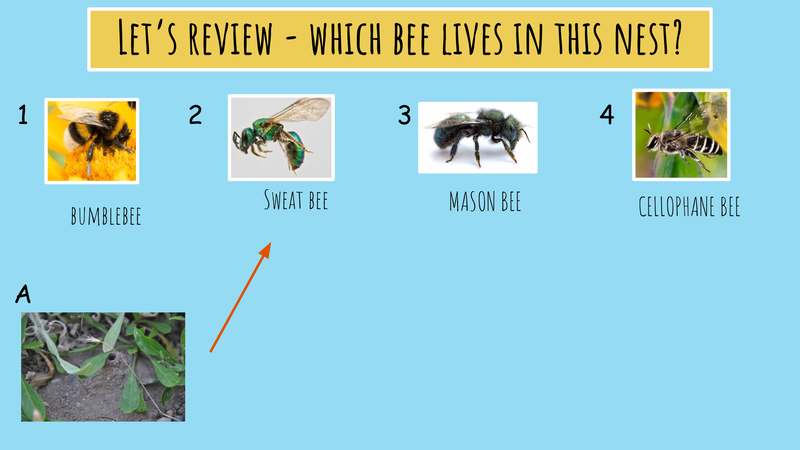 Let's review - which bee lives in this nest?
1
2
3
4
bumblebee
Sweat bee
mason bee
cellophane bee
A